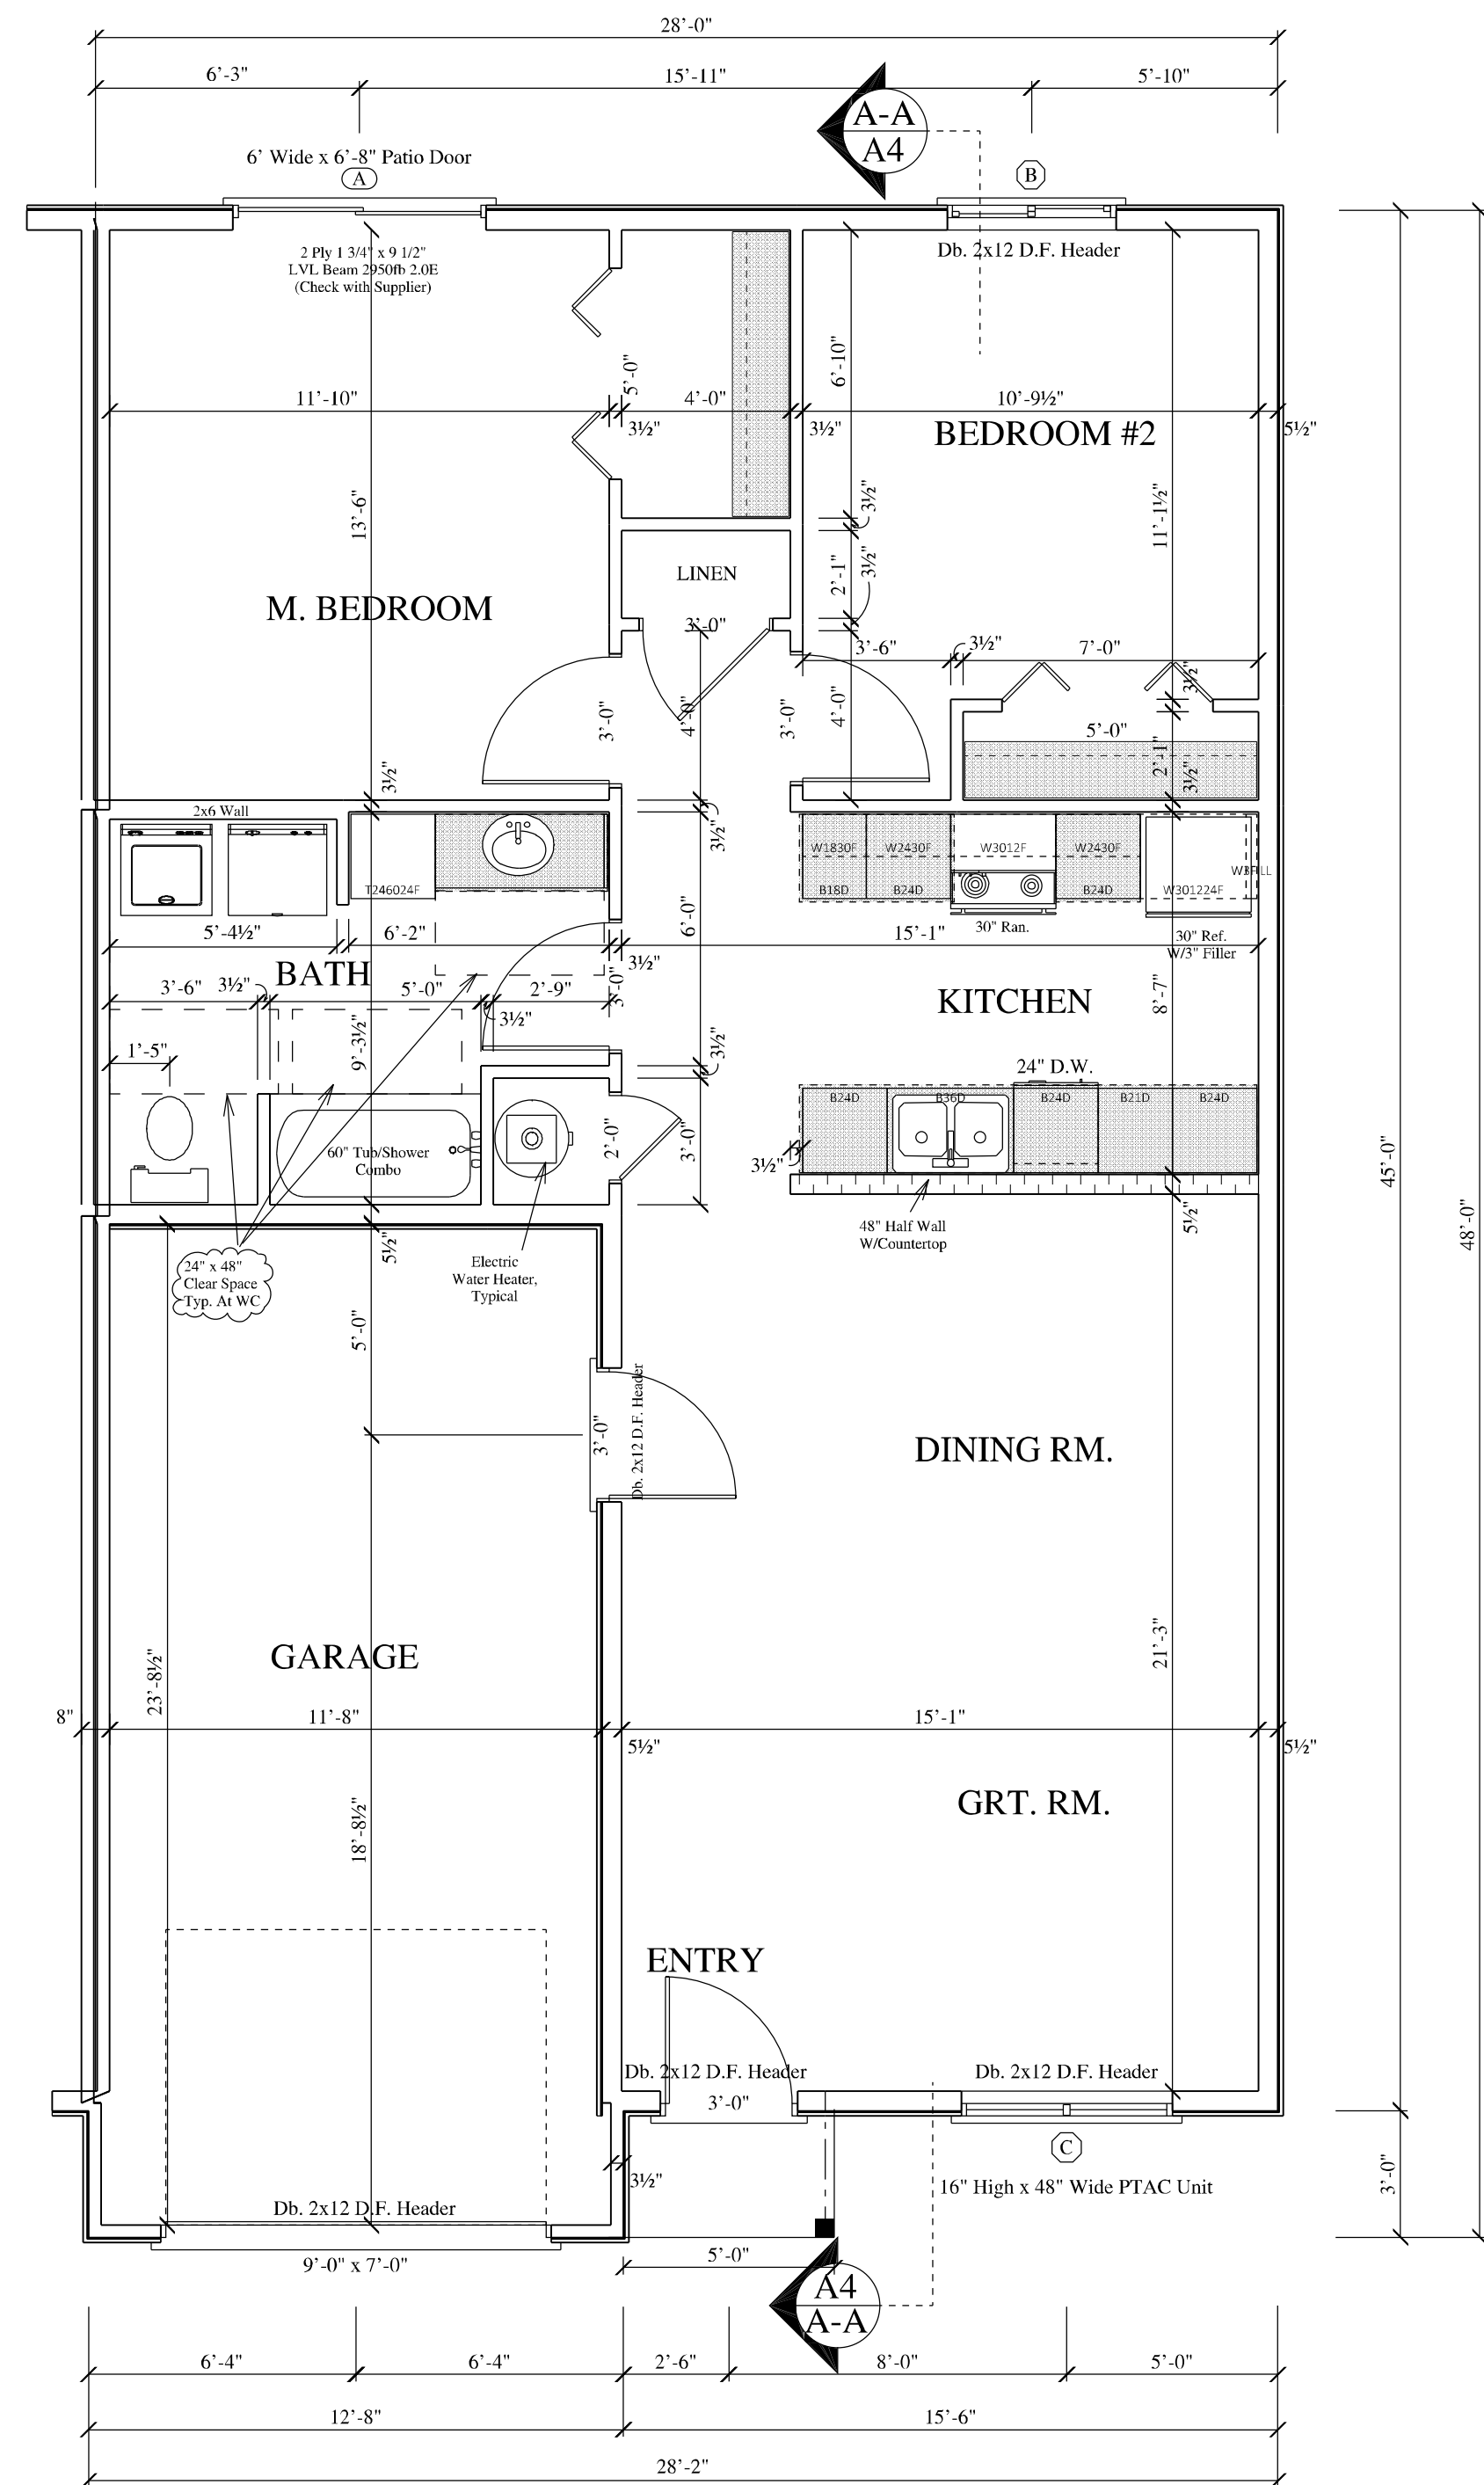 28'-0"
6'-3"
15'-11"
5'-10"
A-A
A4
6' Wide x 6'-8" Patio Door
A
B
2 Ply 1 3/4" x 9 1/2"
LVL Beam 2950fb 2.0E
(Check with Supplier)
Db. 2x12 D.F. Header
6'-10"
5'-0"
11'-10"
4'-0"
10'-9½"
3½"
3½"
5½"
BEDROOM #2
13'-6"
3½"
11'-1½"
LINEN
2'-1"
3½"
M. BEDROOM
3'-0"
3'-6"
3½"
7'-0"
3½"
3'-0"
4'-0"
3'-0"
4'-0"
5'-0"
2'-1"
3½"
3½"
2x6 Wall
3½"
W1830F
W2430F
W3012F
W2430F
W3FILL
T246024F
B18D
B24D
B24D
W301224F
30" Ran.
6'-0"
5'-4½"
6'-2"
15'-1"
30" Ref.
W/3" Filler
3½"
BATH
3'-6"
3½"
5'-0"
2'-9"
3'-0"
3½"
KITCHEN
8'-7"
9'-3½"
3½"
1'-5"
24" D.W.
B24D
B36D
B24D
B21D
B24D
60" Tub/Shower
Combo
2'-0"
3'-0"
3½"
45'-0"
48'-0"
48" Half Wall
W/Countertop
5½"
5½"
24" x 48"
Clear Space
Typ. At WC
Electric
Water Heater,
Typical
5'-0"
3'-0"
Db. 2x12 D.F. Header
DINING RM.
GARAGE
23'-8½"
21'-3"
8"
11'-8"
15'-1"
5½"
5½"
GRT. RM.
18'-8½"
ENTRY
Db. 2x12 D.F. Header
Db. 2x12 D.F. Header
3'-0"
C
3½"
16" High x 48" Wide PTAC Unit
3'-0"
Db. 2x12 D.F. Header
9'-0" x 7'-0"
5'-0"
A4
A-A
6'-4"
6'-4"
2'-6"
8'-0"
5'-0"
12'-8"
15'-6"
28'-2"